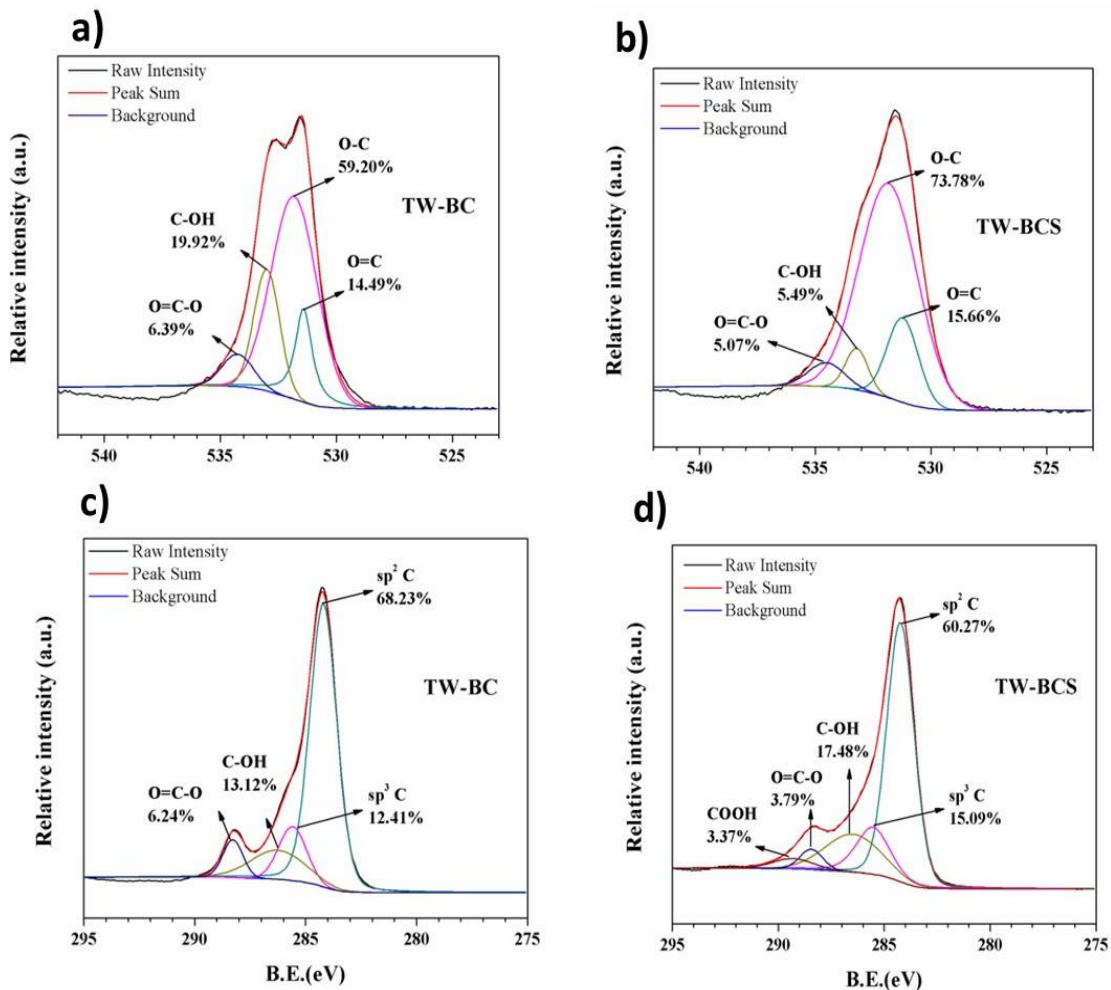 a)
Raw Intensity
Peak Sum
Background
O-C
59.20%
TW-BC
C-OH
19.92%
O=C
14.49%
O=C-O
6.39%
Relative intensity (a.u.)
540
535
530
525
b)
Raw Intensity
Peak Sum
Background
O-C
73.78%
TW-BCS
C-OH
5.49%
O=C
15.66%
O=C-O
5.07%
Relative intensity (a.u.)
540
535
530
525
c)
Raw Intensity
Peak Sum
Background
sp² C
68.23%
TW-BC
C-OH
13.12%
O=C-O
6.24%
sp³ C
12.41%
Relative intensity (a.u.)
295
290
285
280
275
B.E.(eV)
d)
Raw Intensity
Peak Sum
Background
sp² C
60.27%
TW-BCS
C-OH
17.48%
O=C-O
3.79%
COOH
3.37%
sp³ C
15.09%
Relative intensity (a.u.)
295
290
285
280
275
B.E.(eV)